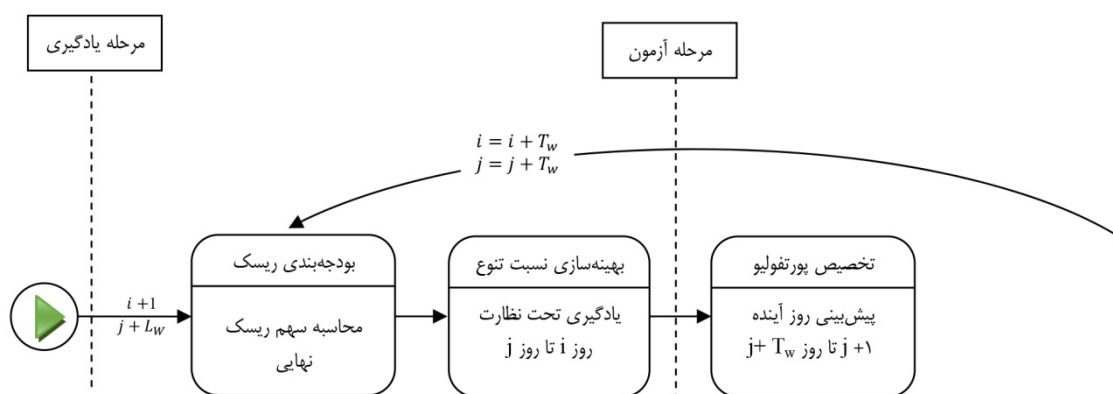 مرحله یادگیری
مرحله آزمون
i = i + T_w
j = j + T_w
i +1
j + L_W
بودجه‌بندی ریسک
محاسبه سهم ریسک
نهایی
بهینه‌سازی نسبت تنوع
یادگیری تحت نظارت
روز i تا روز j
تخصیص پورتفولیو
پیش‌بینی روز آینده
j +۱ تا روز j+ T_w